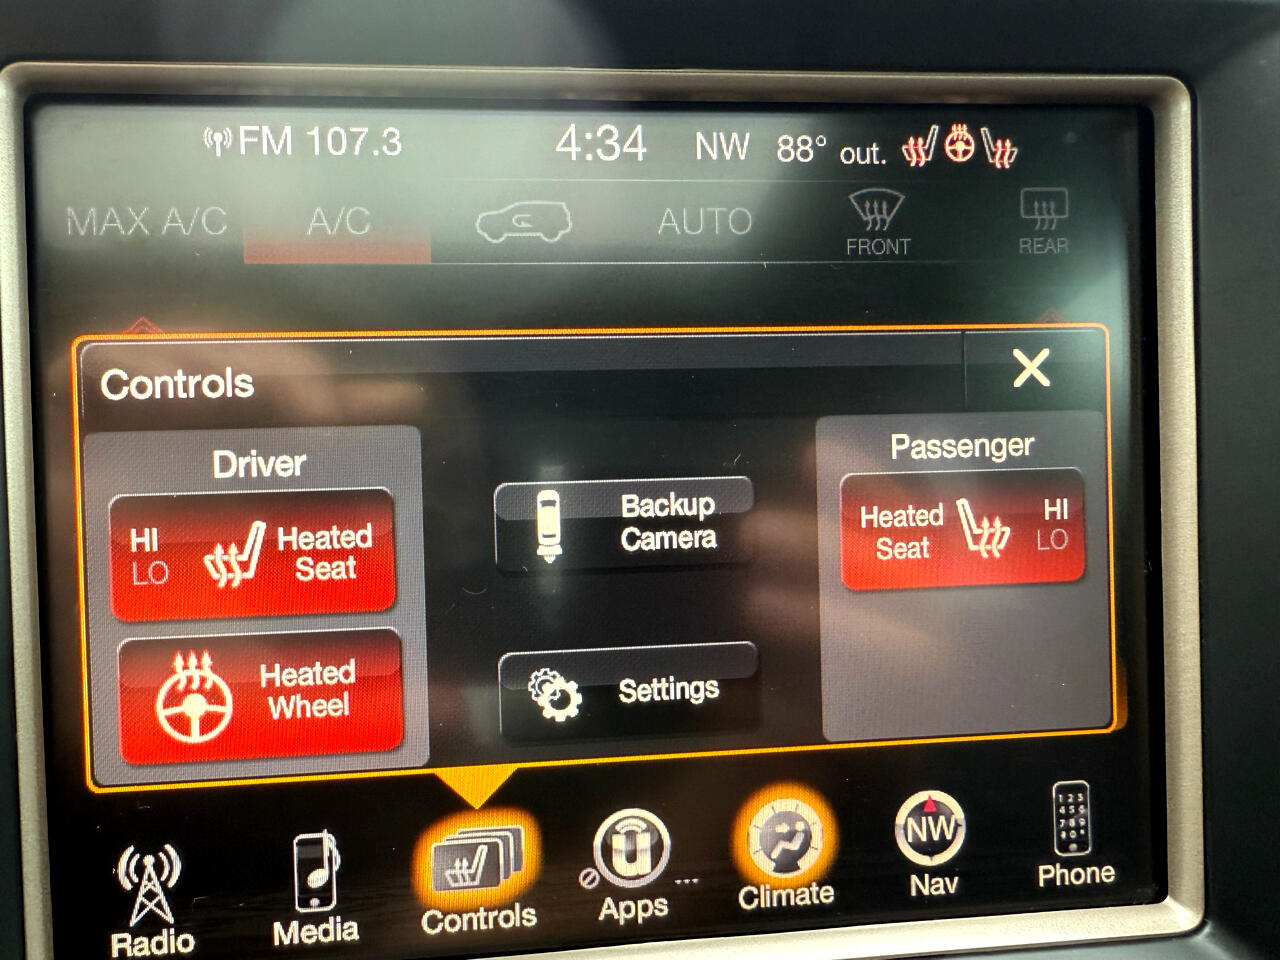 FM 107.3 4:34 NW 88° out.
MAX A/C A/C AUTO FRONT REAR
Controls X
Driver
HI
LO
Heated
Seat
Heated
Wheel
Backup
Camera
Settings
Passenger
Heated
Seat
HI
LO
Radio Media Controls Apps ... Climate NW Nav Phone